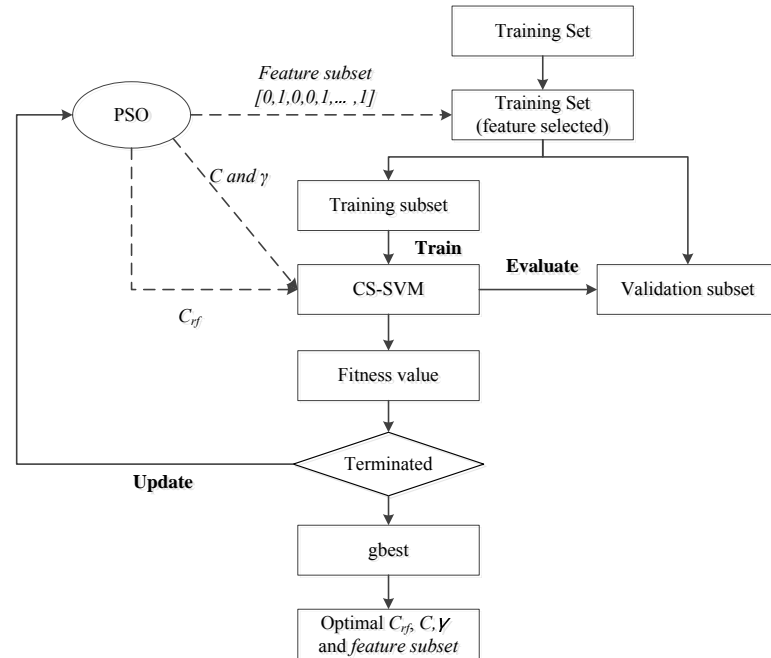 Training Set
Feature subset
[0,1,0,0,1,... ,1]
PSO
Training Set
(feature selected)
C and γ
Training subset
Train
Evaluate
CS-SVM
Validation subset
C_rf
Fitness value
Terminated
Update
gbest
Optimal C_rf, C,γ
and feature subset